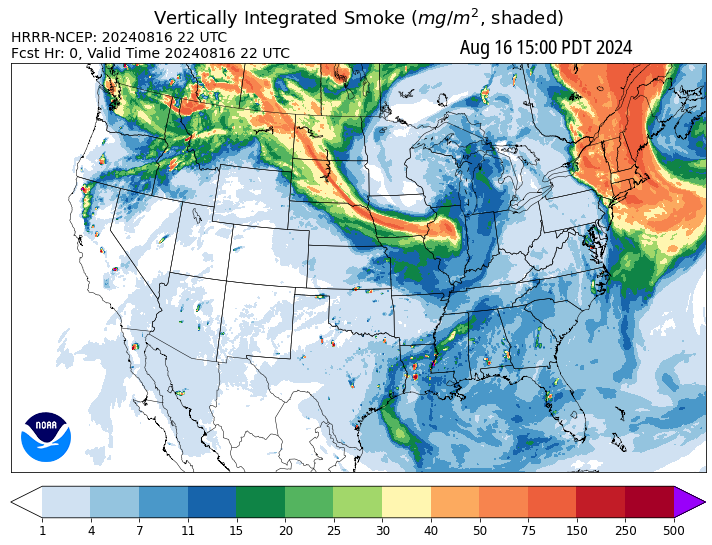 Vertically Integrated Smoke (mg/m², shaded)
HRRR-NCEP: 20240816 22 UTC
Fcst Hr: 0, Valid Time 20240816 22 UTC
Aug 16 15:00 PDT 2024
NOAA
1 4 7 11 15 20 25 30 40 50 75 150 250 500